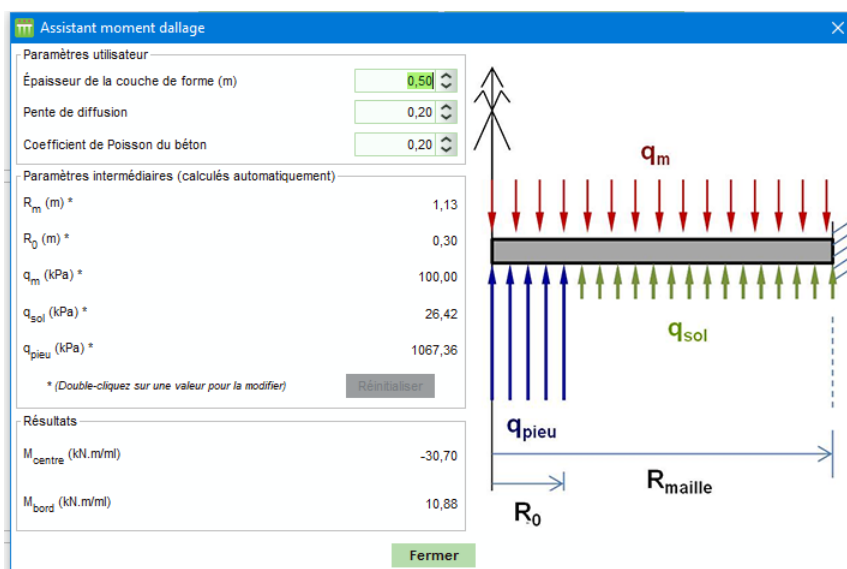 Assistant moment dallage
Paramètres utilisateur
Épaisseur de la couche de forme (m) 0,50
Pente de diffusion 0,20
Coefficient de Poisson du béton 0,20
Paramètres intermédiaires (calculés automatiquement)
Rm (m) * 1,13
R0 (m) * 0,30
qm (kPa) * 100,00
qsol (kPa) * 26,42
qpieu (kPa) * 1067,36
* (Double-cliquez sur une valeur pour la modifier) Réinitialiser
Résultats
Mcentre (kN.m/ml) -30,70
Mbord (kN.m/ml) 10,88
qm
qsol
qpieu
Rmaille
R0
Fermer